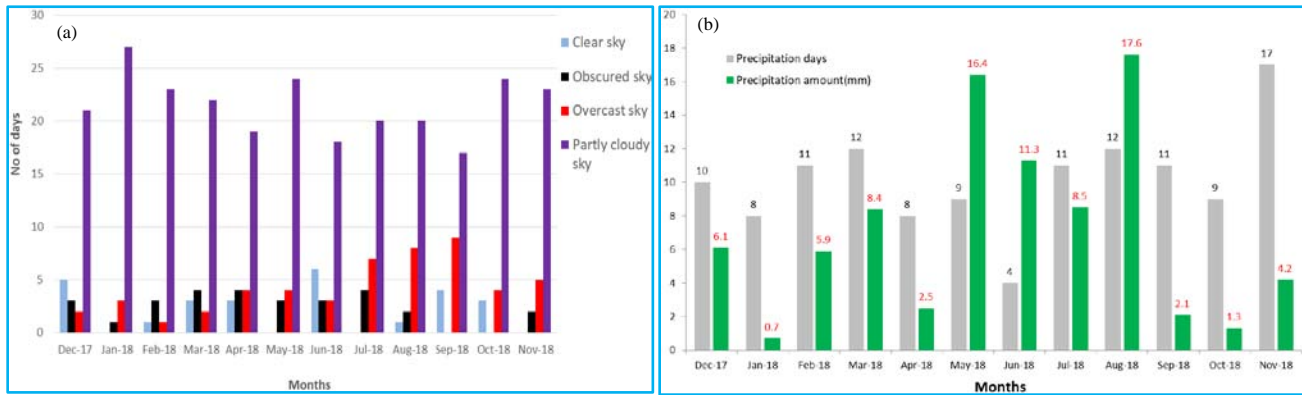 (a)
30
25
20
15
10
5
0
No of days
Clear sky
Obscured sky
Overcast sky
Partly cloudy
sky
Dec-17 Jan-18 Feb-18 Mar-18 Apr-18 May-18 Jun-18 Jul-18 Aug-18 Sep-18 Oct-18 Nov-18
Months
(b)
20
18
16
14
12
10
8
6
4
2
0
Precipitation days
Precipitation amount(mm)
10 6.1 8 0.7 11 5.9 12 8.4 8 2.5 9 16.4 4 11.3 11 8.5 12 17.6 11 2.1 9 1.3 17 4.2
Dec-17 Jan-18 Feb-18 Mar-18 Apr-18 May-18 Jun-18 Jul-18 Aug-18 Sep-18 Oct-18 Nov-18
Months